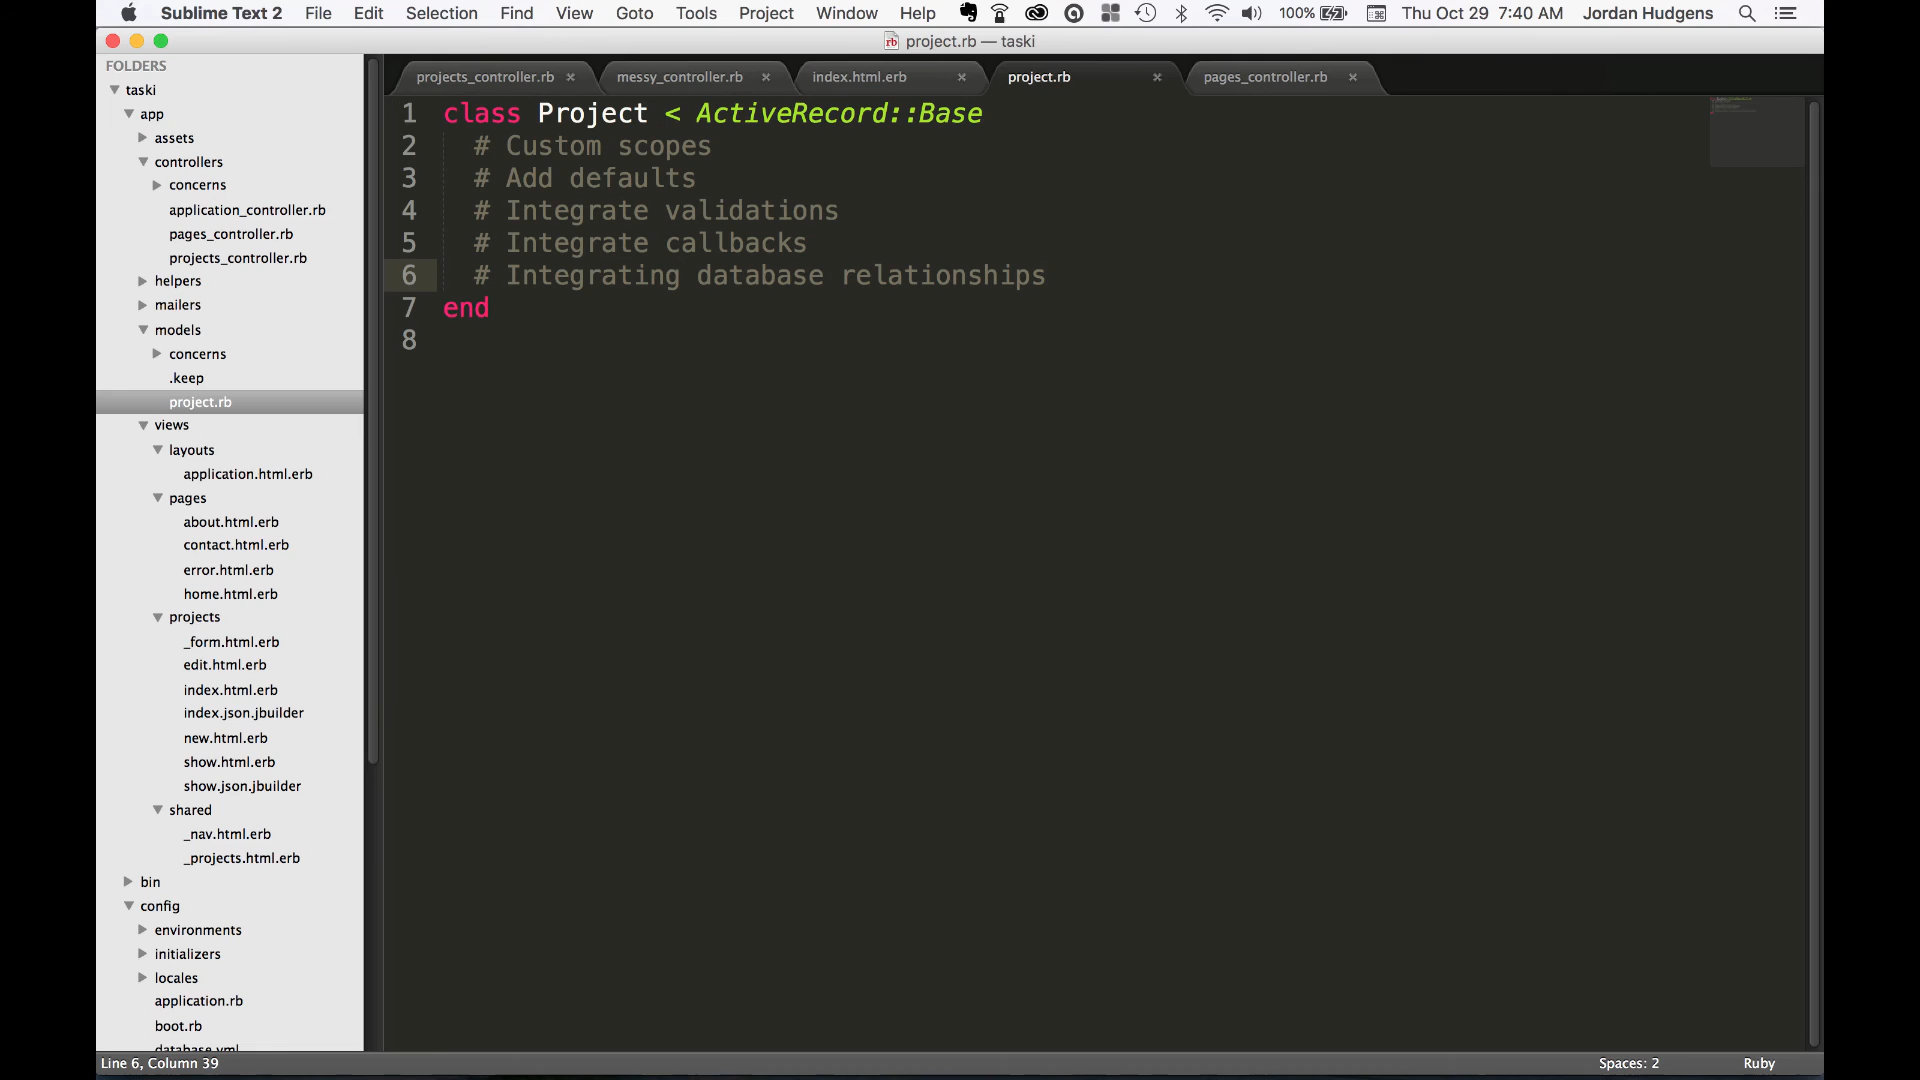 Sublime Text 2 File Edit Selection Find View Goto Tools Project Window Help 100% Thu Oct 29 7:40 AM Jordan Hudgens
project.rb — taski
FOLDERS
taski
app
assets
controllers
concerns
application_controller.rb
pages_controller.rb
projects_controller.rb
helpers
mailers
models
concerns
.keep
project.rb
views
layouts
application.html.erb
pages
about.html.erb
contact.html.erb
error.html.erb
home.html.erb
projects
_form.html.erb
edit.html.erb
index.html.erb
index.json.jbuilder
new.html.erb
show.html.erb
show.json.jbuilder
shared
_nav.html.erb
_projects.html.erb
bin
config
environments
initializers
locales
application.rb
boot.rb
database.yml
projects_controller.rb × messy_controller.rb × index.html.erb × project.rb × pages_controller.rb ×
1 class Project < ActiveRecord::Base
2 # Custom scopes
3 # Add defaults
4 # Integrate validations
5 # Integrate callbacks
6 # Integrating database relationships
7 end
8
Line 6, Column 39 Spaces: 2 Ruby